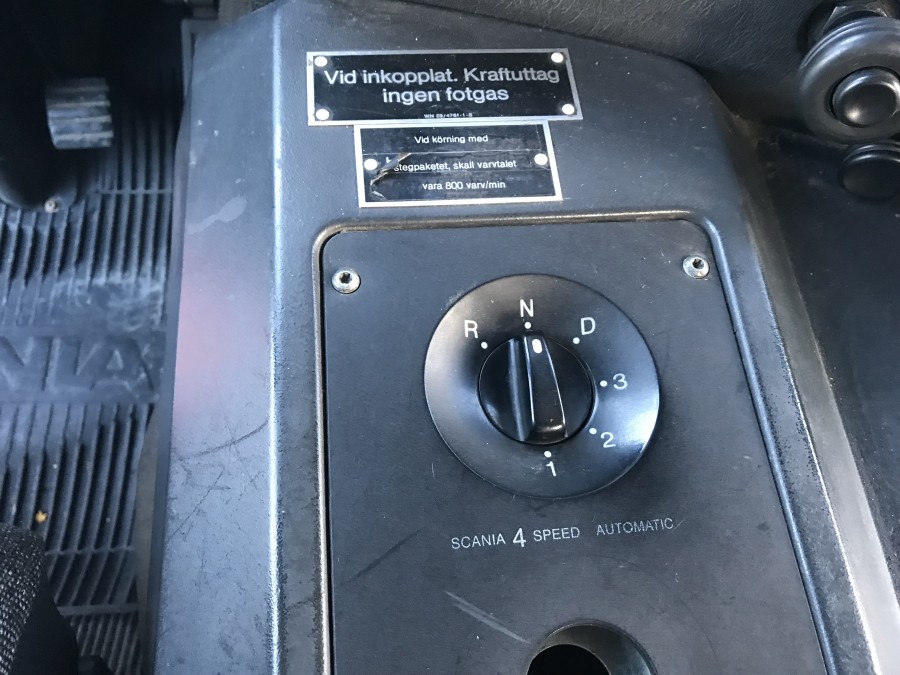 Vid inkopplat. Kraftuttag
ingen fotgas
Vid körning med
stegpaketet, skall varvtalet
vara 800 varv/min
N
R
D
3
2
1
SCANIA 4 SPEED AUTOMATIC